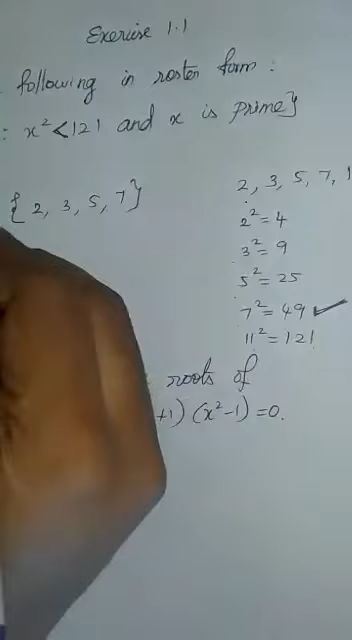 Exercise 1.1
following in roster form :
: x² < 121 and x is prime}
{ 2, 3, 5, 7 }
2, 3, 5, 7, 1
2² = 4
3² = 9
5² = 25
7² = 49 ✓
11² = 121
roots of
+1) (x²-1) = 0.